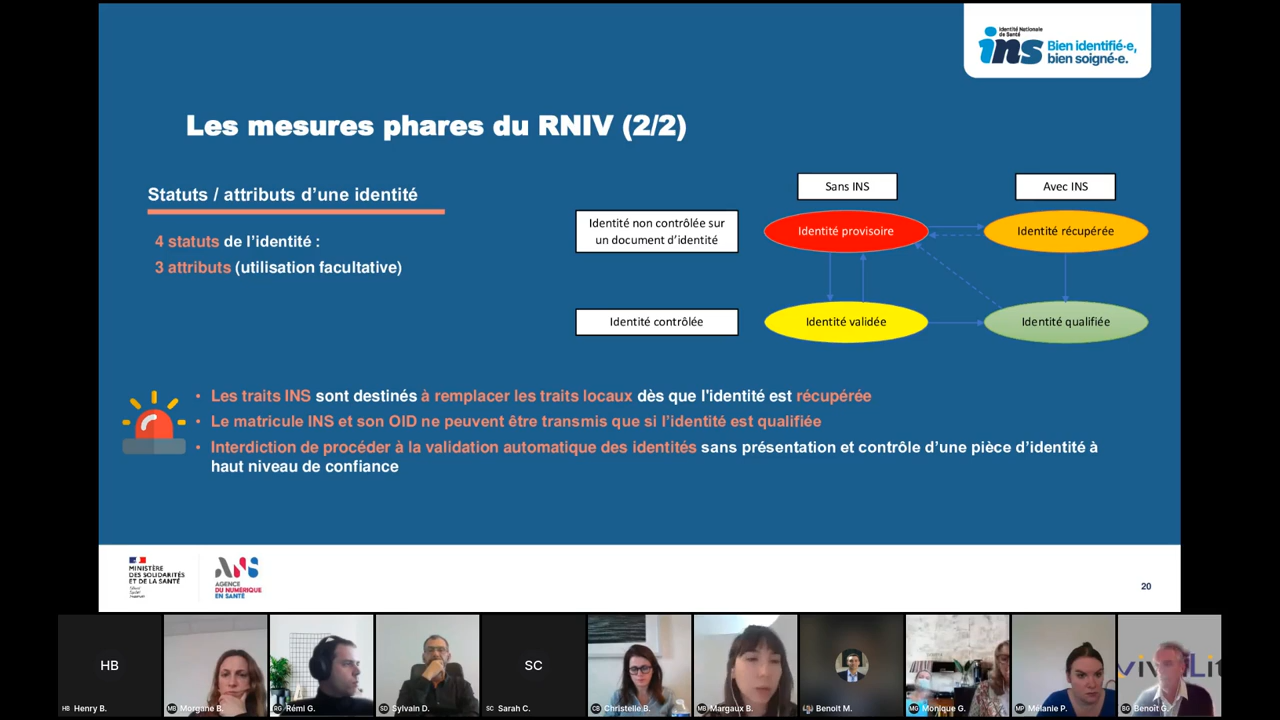 Identité Nationale
de Santé
ins
Bien identifié·e,
bien soigné·e.
Les mesures phares du RNIV (2/2)
Statuts / attributs d'une identité
4 statuts de l'identité :
3 attributs (utilisation facultative)
Sans INS
Avec INS
Identité non contrôlée sur
un document d'identité
Identité provisoire
Identité récupérée
Identité contrôlée
Identité validée
Identité qualifiée
• Les traits INS sont destinés à remplacer les traits locaux dès que l'identité est récupérée
• Le matricule INS et son OID ne peuvent être transmis que si l'identité est qualifiée
• Interdiction de procéder à la validation automatique des identités sans présentation et contrôle d'une pièce d'identité à
haut niveau de confiance
MINISTÈRE
DES SOLIDARITÉS
ET DE LA SANTÉ
ANS
AGENCE
DU NUMÉRIQUE
EN SANTÉ
20
HB
SC
HB Henry B.
MB Morgane B.
RG Rémi G.
SD Sylvain D.
SC Sarah C.
CB Christelle B.
MB Margaux B.
Benoit M.
MG Monique G.
MP Mélanie P.
BG Benoît G.